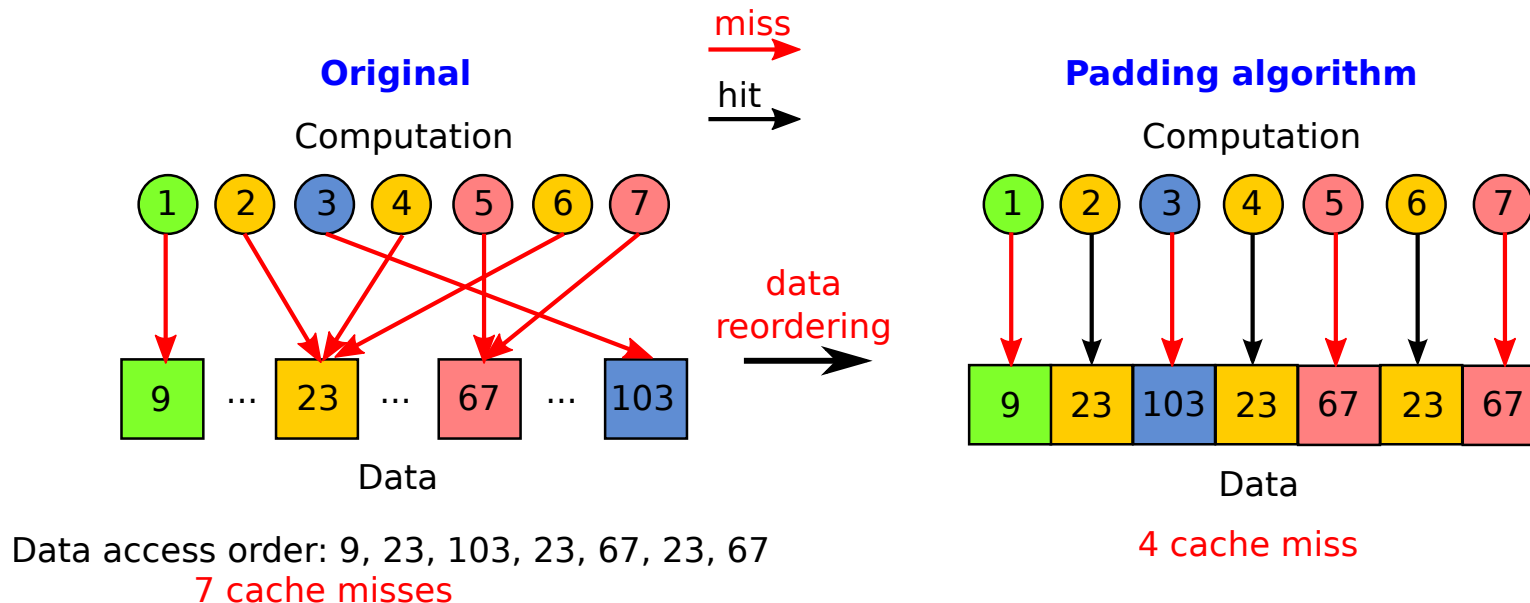 miss
hit
Original
Computation
1 2 3 4 5 6 7
9 ... 23 ... 67 ... 103
Data
Data access order: 9, 23, 103, 23, 67, 23, 67
7 cache misses
data
reordering
Padding algorithm
Computation
1 2 3 4 5 6 7
9 23 103 23 67 23 67
Data
4 cache miss